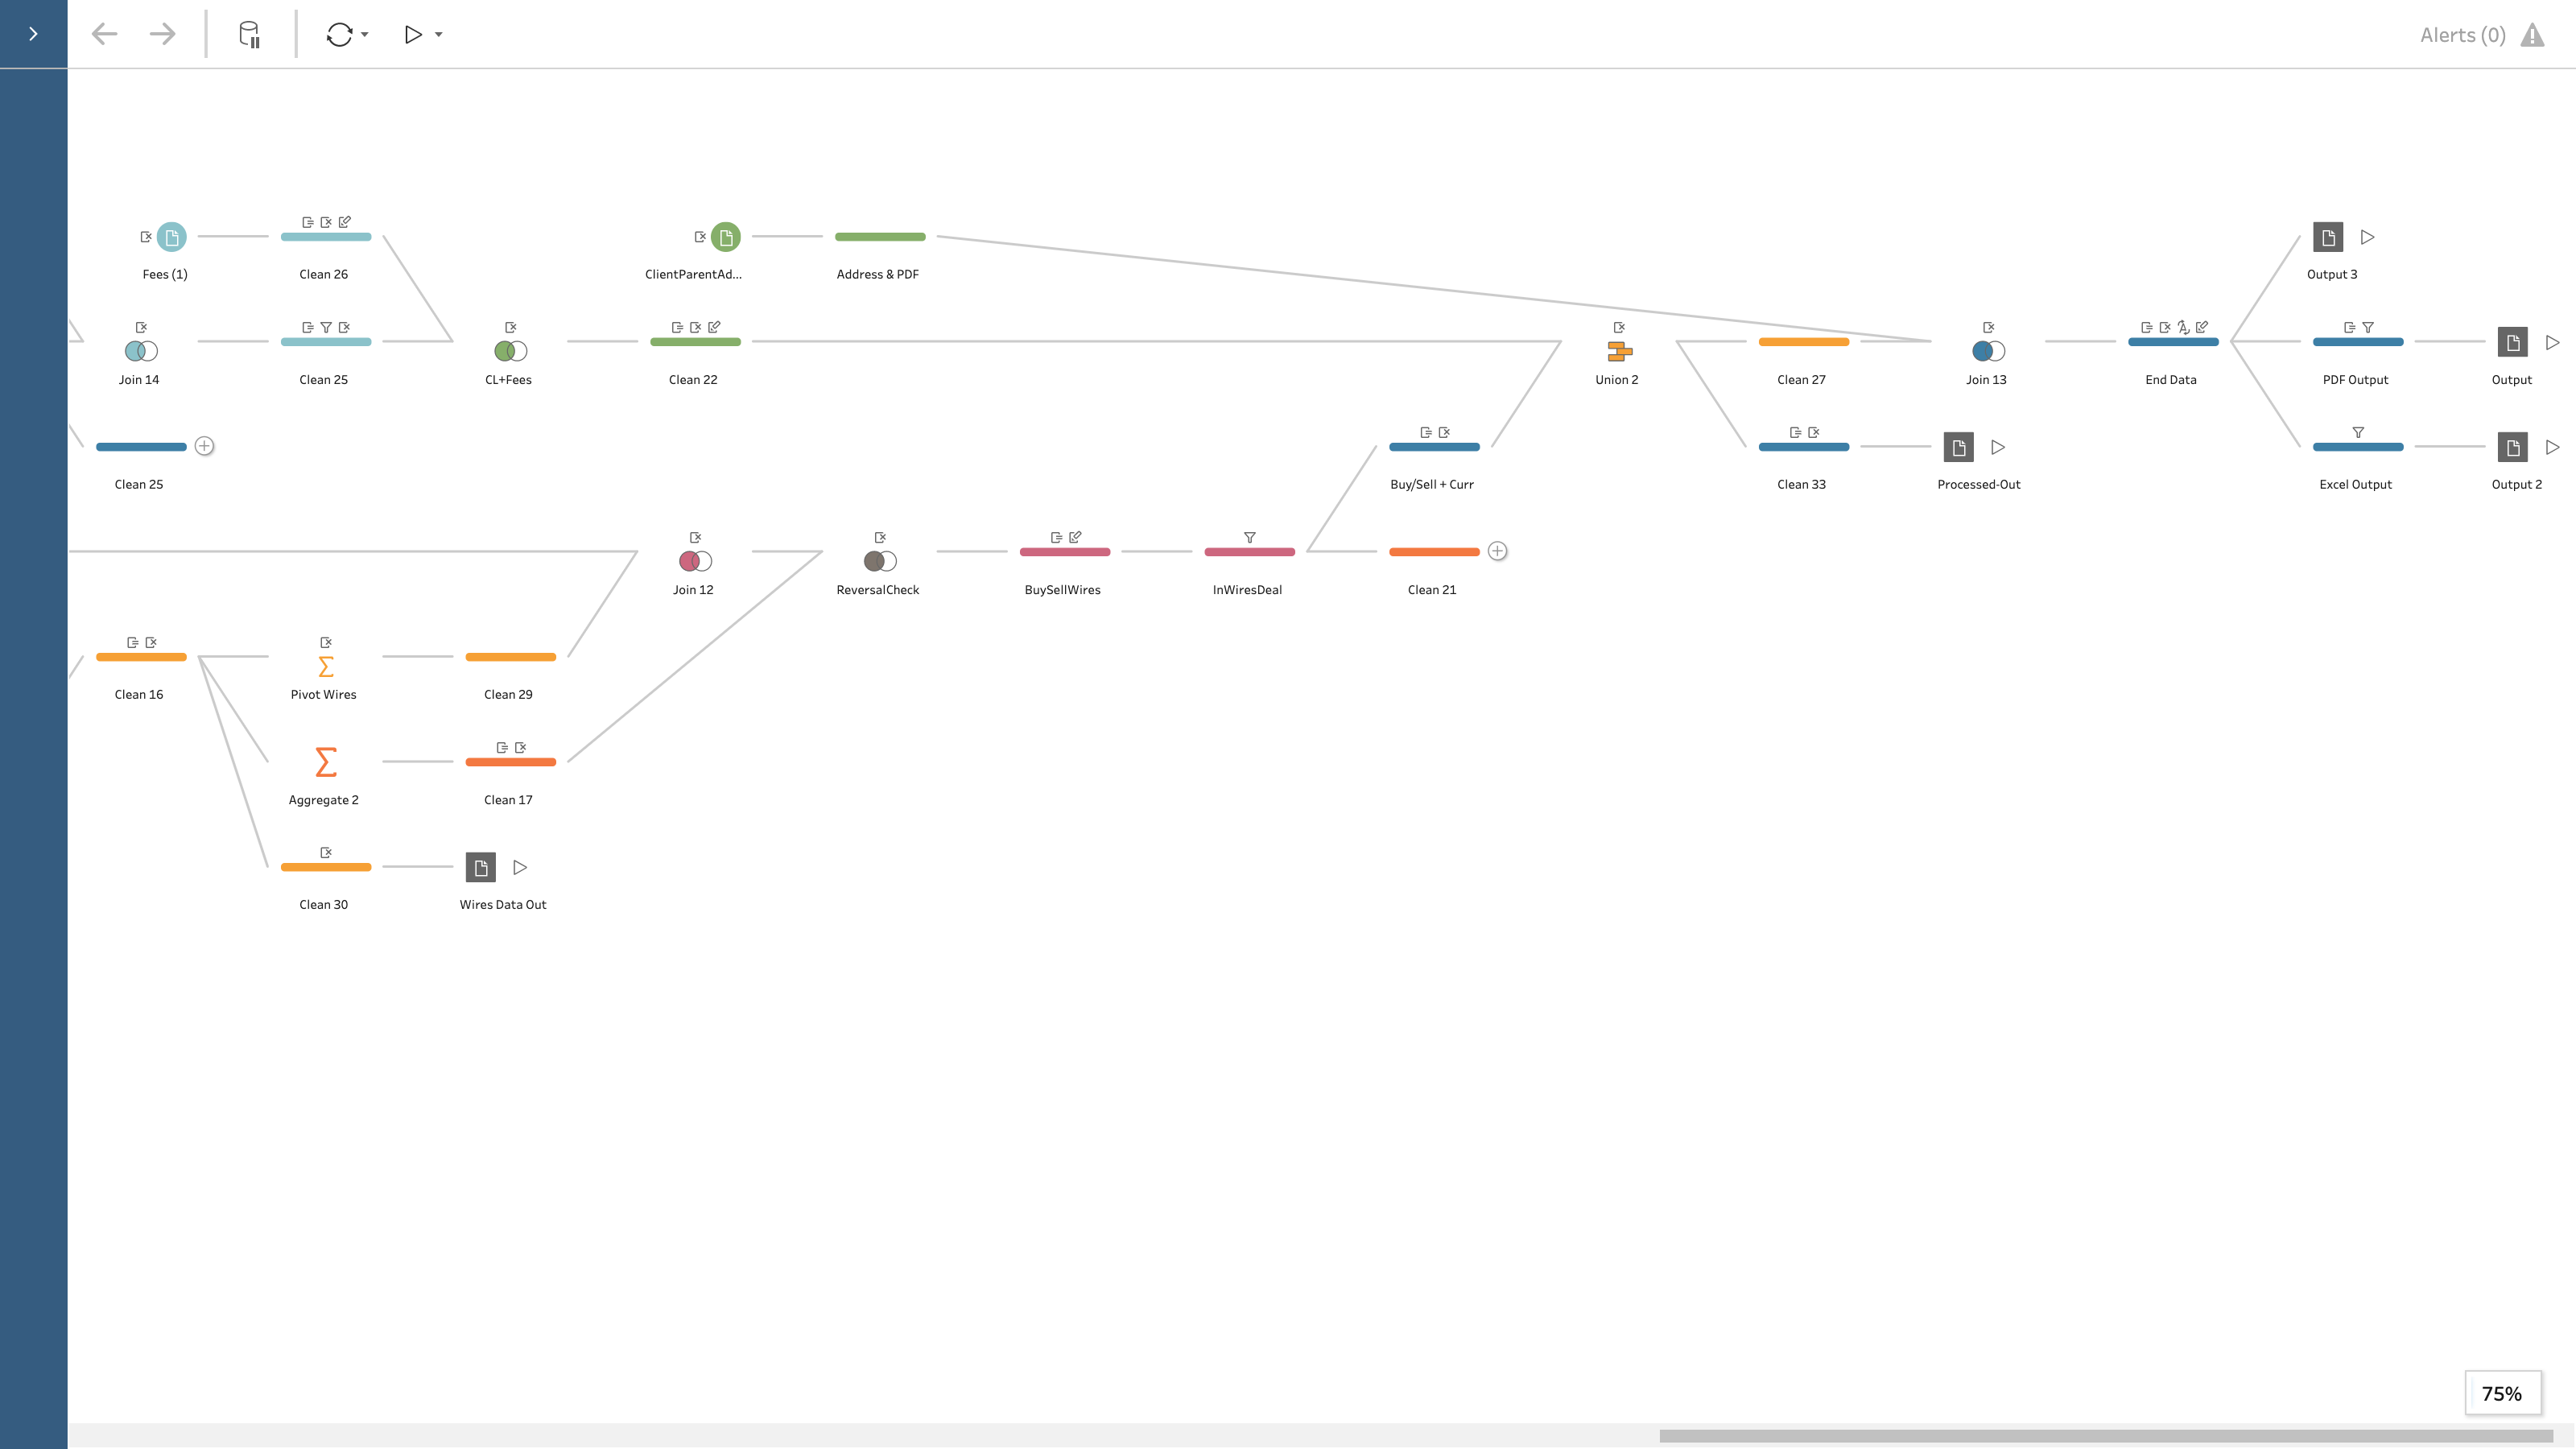 Alerts (0)
Fees (1)
Clean 26
ClientParentAd...
Address & PDF
Output 3
Join 14
Clean 25
CL+Fees
Clean 22
Union 2
Clean 27
Join 13
End Data
PDF Output
Output
Clean 25
Buy/Sell + Curr
Clean 33
Processed-Out
Excel Output
Output 2
Join 12
ReversalCheck
BuySellWires
InWiresDeal
Clean 21
Clean 16
Pivot Wires
Clean 29
Aggregate 2
Clean 17
Clean 30
Wires Data Out
75%